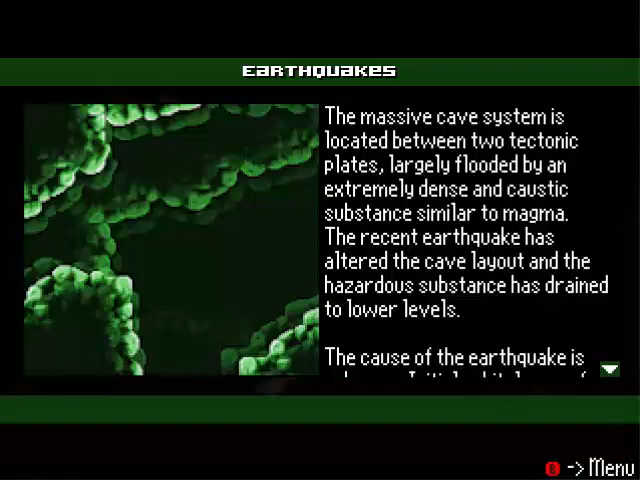 EARTHQUAKES
The massive cave system is
located between two tectonic
plates, largely flooded by an
extremely dense and caustic
substance similar to magma.
The recent earthquake has
altered the cave layout and the
hazardous substance has drained
to lower levels.
The cause of the earthquake is
-> Menu